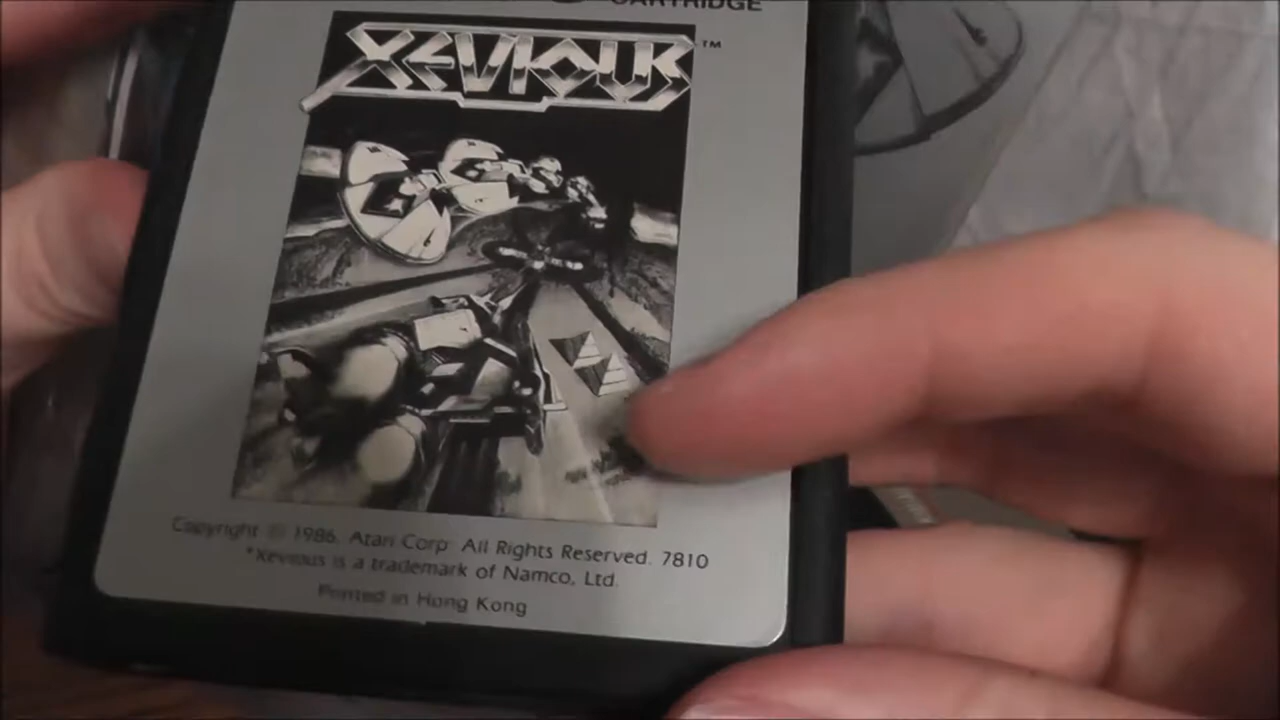 CARTRIDGE
XEVIOUS™
Copyright © 1986, Atari Corp. All Rights Reserved. 7810
*Xevious is a trademark of Namco, Ltd.
Printed in Hong Kong